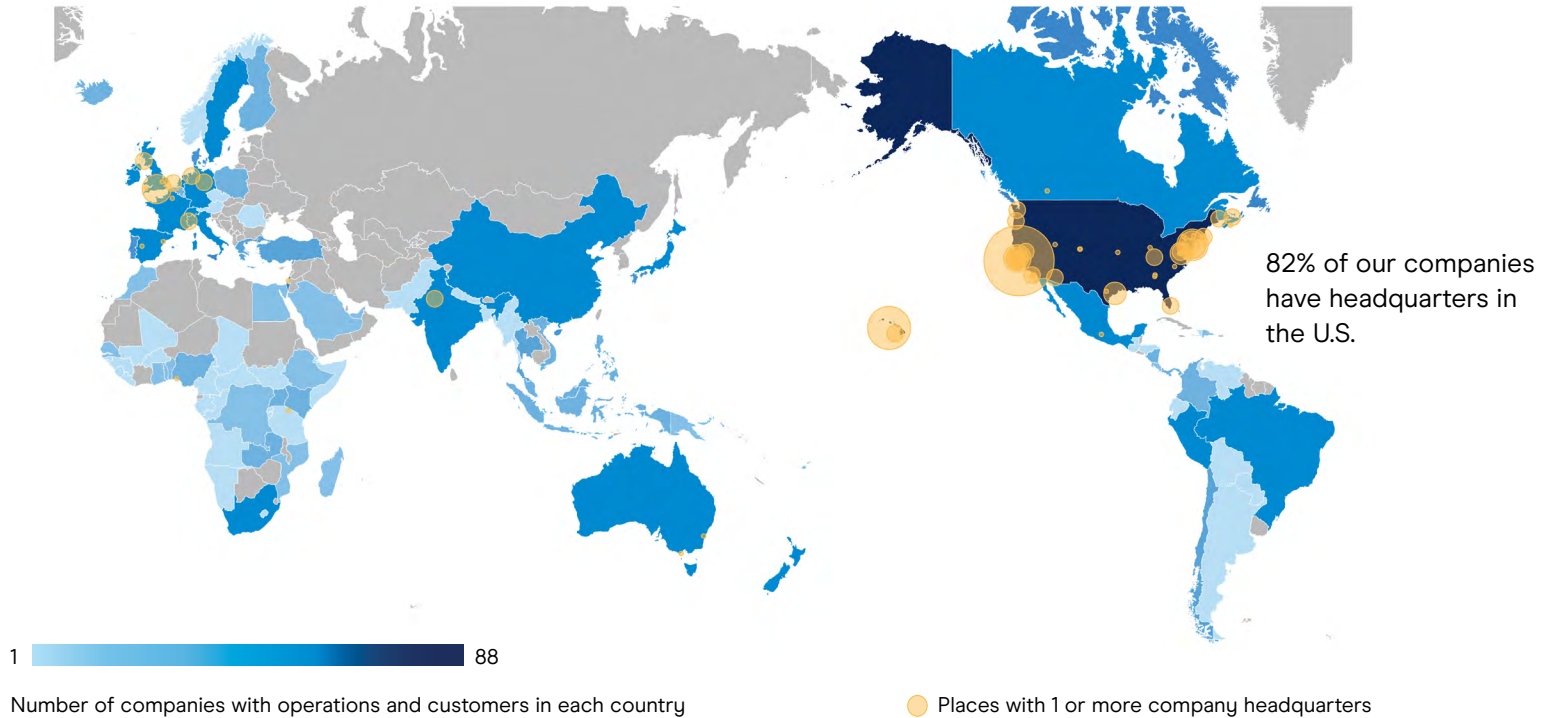 82% of our companies
have headquarters in
the U.S.
1 88
Number of companies with operations and customers in each country
Places with 1 or more company headquarters